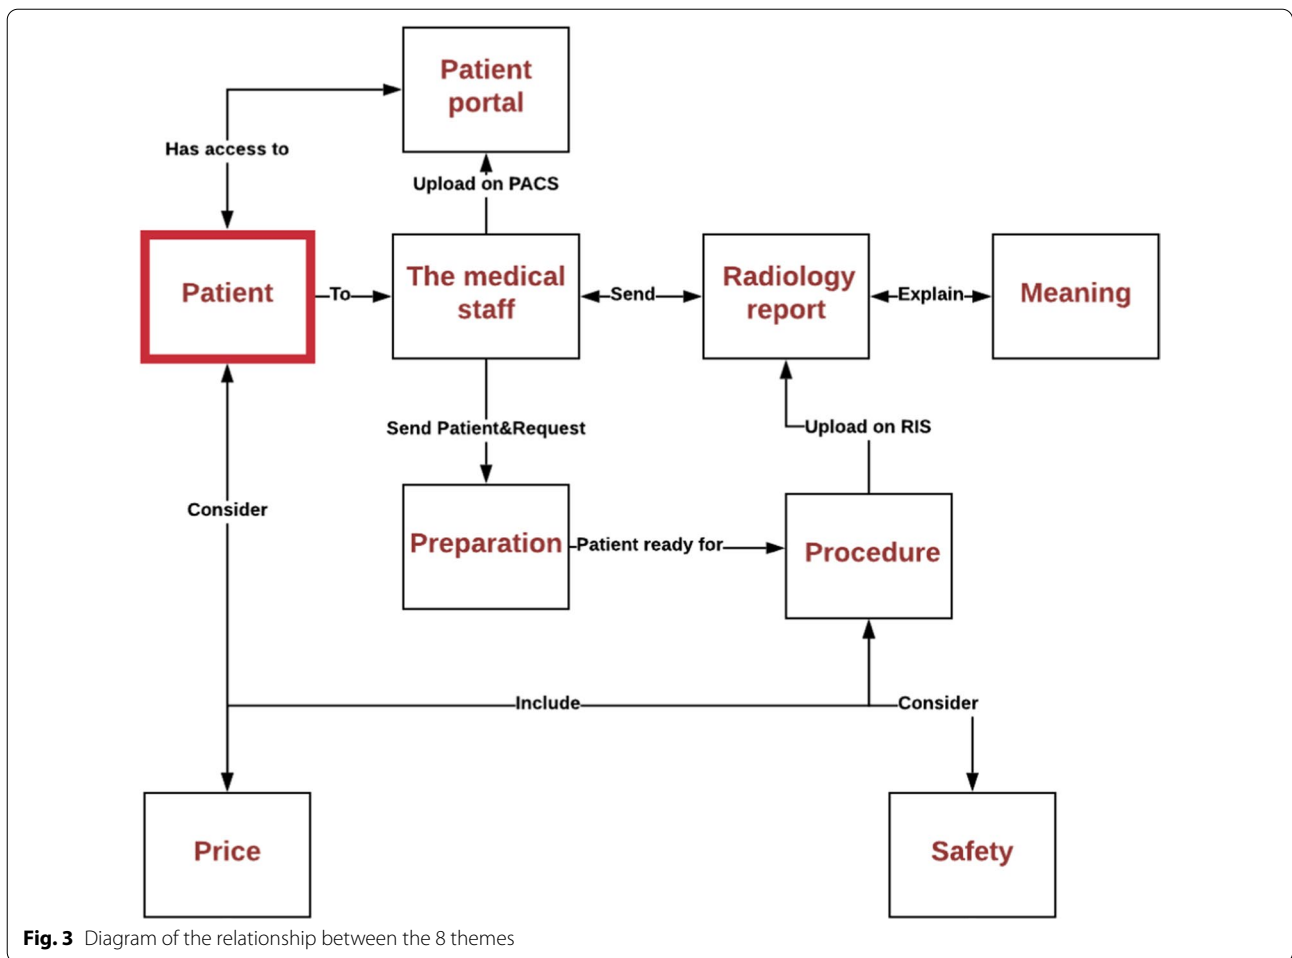 Patient
portal
Has access to
Upload on PACS
Patient
To
The medical
staff
Send
Radiology
report
Explain
Meaning
Send Patient&Request
Upload on RIS
Consider
Preparation
Patient ready for
Procedure
Include
Consider
Price
Safety
Fig. 3 Diagram of the relationship between the 8 themes